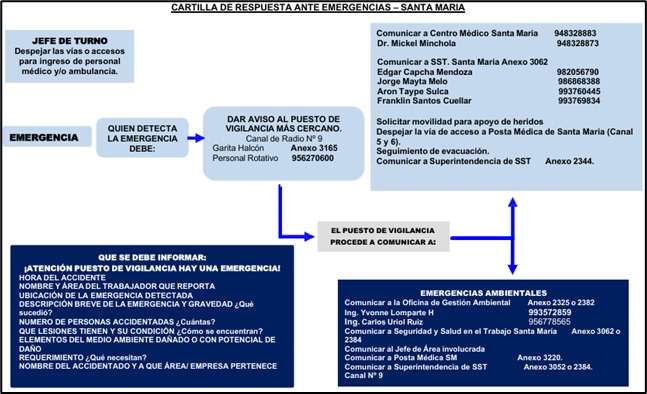 CARTILLA DE RESPUESTA ANTE EMERGENCIAS – SANTA MARIA
JEFE DE TURNO
Despejar las vías o accesos
para ingreso de personal
médico y/o ambulancia.
EMERGENCIA
QUIEN DETECTA
LA EMERGENCIA
DEBE:
DAR AVISO AL PUESTO DE
VIGILANCIA MÁS CERCANO.
Canal de Radio Nº 9
Garita Halcón Anexo 3165
Personal Rotativo 956270600
Comunicar a Centro Médico Santa Maria 948328883
Dr. Mickel Minchola 948328873
Comunicar a SST. Santa Maria Anexo 3062
Edgar Capcha Mendoza 982056790
Jorge Mayta Melo 986868388
Aron Taype Sulca 993760445
Franklin Santos Cuellar 993769834
Solicitar movilidad para apoyo de heridos
Despejar la vía de acceso a Posta Médica de Santa Maria (Canal
5 y 6).
Seguimiento de evacuación.
Comunicar a Superintendencia de SST Anexo 2344.
EL PUESTO DE VIGILANCIA
PROCEDE A COMUNICAR A:
QUE SE DEBE INFORMAR:
¡ATENCIÓN PUESTO DE VIGILANCIA HAY UNA EMERGENCIA!
HORA DEL ACCIDENTE
NOMBRE Y ÁREA DEL TRABAJADOR QUE REPORTA
UBICACIÓN DE LA EMERGENCIA DETECTADA
DESCRIPCIÓN BREVE DE LA EMERGENCIA Y GRAVEDAD ¿Qué
sucedió?
NUMERO DE PERSONAS ACCIDENTADAS ¿Cuántas?
QUE LESIONES TIENEN Y SU CONDICIÓN ¿Cómo se encuentran?
ELEMENTOS DEL MEDIO AMBIENTE DAÑADO O CON POTENCIAL DE
DAÑO
REQUERIMIENTO ¿Qué necesitan?
NOMBRE DEL ACCIDENTADO Y A QUE ÁREA/ EMPRESA PERTENECE
EMERGENCIAS AMBIENTALES
Comunicar a la Oficina de Gestión Ambiental Anexo 2325 o 2382
Ing. Yvonne Lomparte H 993572859
Ing. Carlos Uriol Ruiz 956778565
Comunicar a Seguridad y Salud en el Trabajo Santa Maria Anexo 3062 o
2384
Comunicar al Jefe de Área involucrada
Comunicar a Posta Médica SM Anexo 3220.
Comunicar a Superintendencia de SST Anexo 3052 o 2384.
Canal Nº 9